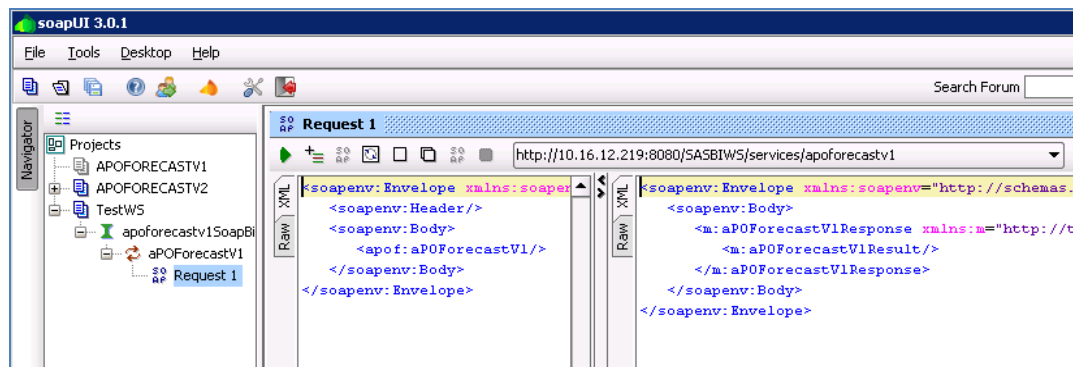 soapUI 3.0.1
File Tools Desktop Help
Search Forum
Navigator
Projects
APOFORECASTV1
APOFORECASTV2
TestWS
apoforecastv1SoapBi
aPOForecastV1
Request 1
SO AP Request 1
http://10.16.12.219:8080/SASBIWS/services/apoforecastv1
XML
Raw
<soapenv:Envelope xmlns:soapen
<soapenv:Header/>
<soapenv:Body>
<apof:aPOForecastV1/>
</soapenv:Body>
</soapenv:Envelope>
XML
Raw
<soapenv:Envelope xmlns:soapenv="http://schemas.
<soapenv:Body>
<m:aPOForecastV1Response xmlns:m="http://t
<m:aPOForecastV1Result/>
</m:aPOForecastV1Response>
</soapenv:Body>
</soapenv:Envelope>